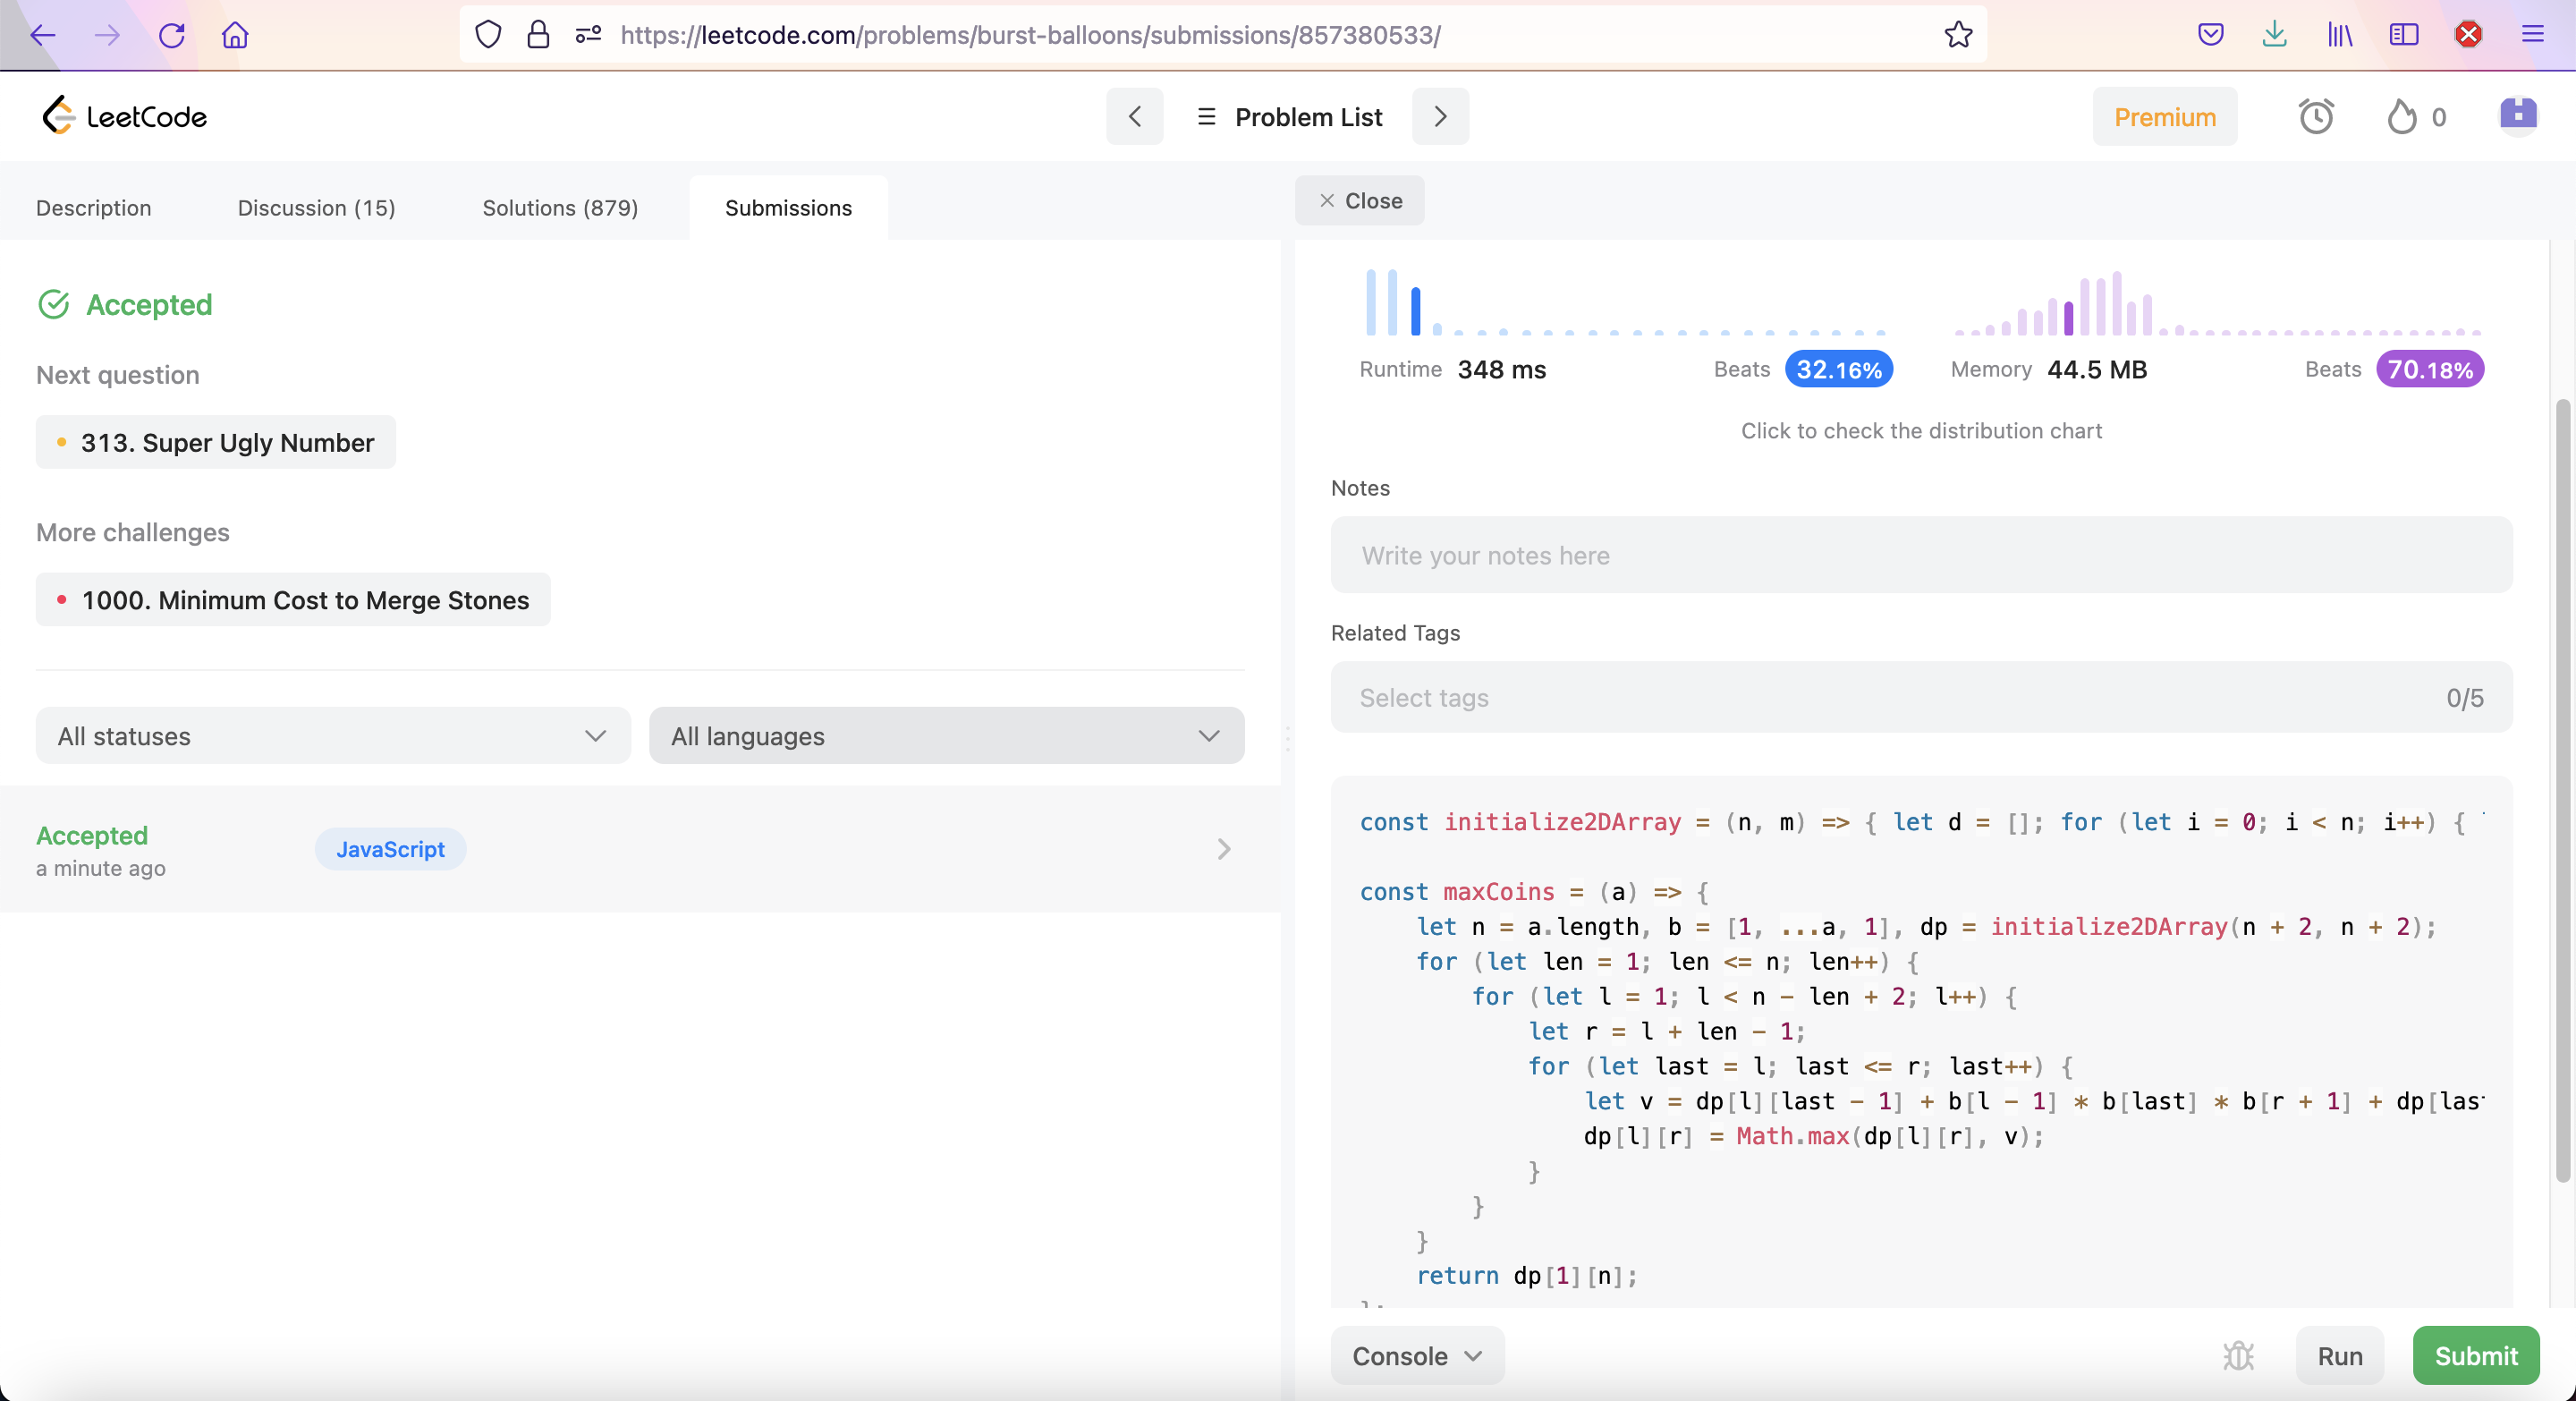 https://leetcode.com/problems/burst-balloons/submissions/857380533/
LeetCode
Problem List
Premium
0
Description
Discussion (15)
Solutions (879)
Submissions
Close
Accepted
Next question
313. Super Ugly Number
More challenges
1000. Minimum Cost to Merge Stones
All statuses
All languages
Accepted
a minute ago
JavaScript
Runtime 348 ms
Beats 32.16%
Memory 44.5 MB
Beats 70.18%
Click to check the distribution chart
Notes
Write your notes here
Related Tags
Select tags
0/5
const initialize2DArray = (n, m) => { let d = []; for (let i = 0; i < n; i++) {
const maxCoins = (a) => {
let n = a.length, b = [1, ...a, 1], dp = initialize2DArray(n + 2, n + 2);
for (let len = 1; len <= n; len++) {
for (let l = 1; l < n - len + 2; l++) {
let r = l + len - 1;
for (let last = l; last <= r; last++) {
let v = dp[l][last - 1] + b[l - 1] * b[last] * b[r + 1] + dp[las
dp[l][r] = Math.max(dp[l][r], v);
}
}
}
return dp[1][n];
Console
Run
Submit